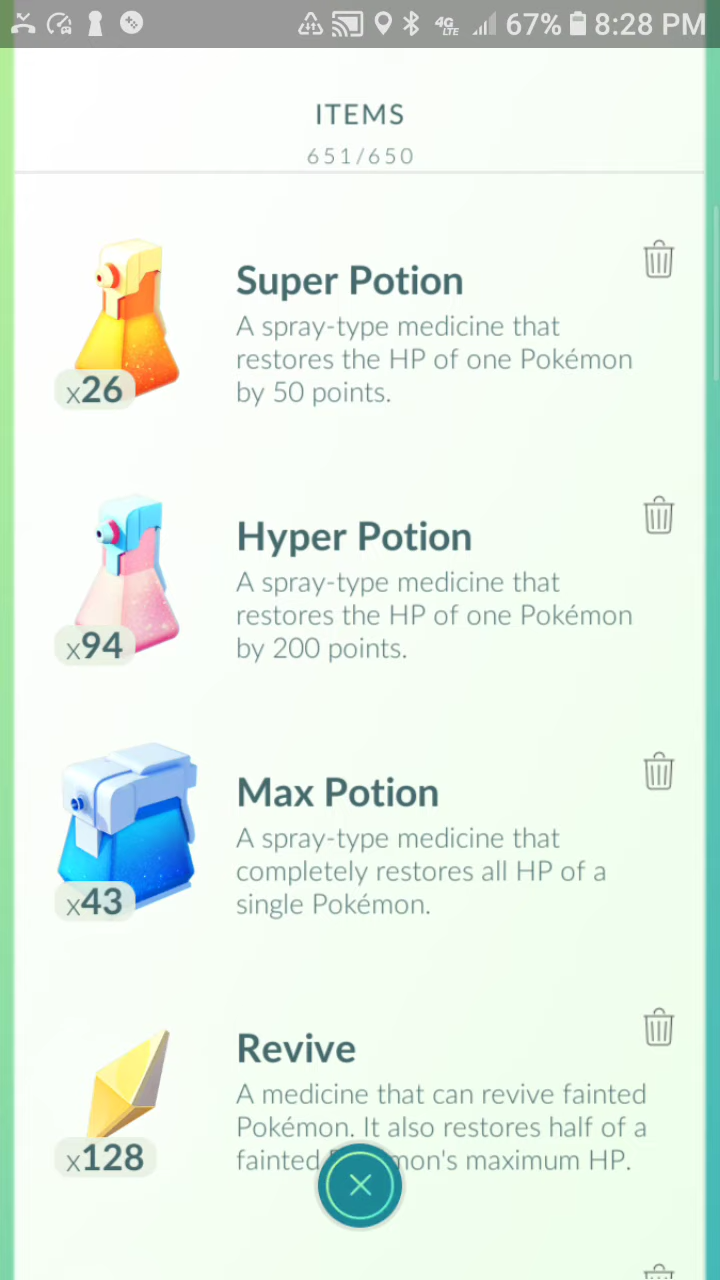 4G LTE 67% 8:28 PM
ITEMS
651/650
Super Potion
A spray-type medicine that
restores the HP of one Pokémon
by 50 points.
x26
Hyper Potion
A spray-type medicine that
restores the HP of one Pokémon
by 200 points.
x94
Max Potion
A spray-type medicine that
completely restores all HP of a
single Pokémon.
x43
Revive
A medicine that can revive fainted
Pokémon. It also restores half of a
fainted mon's maximum HP.
x128